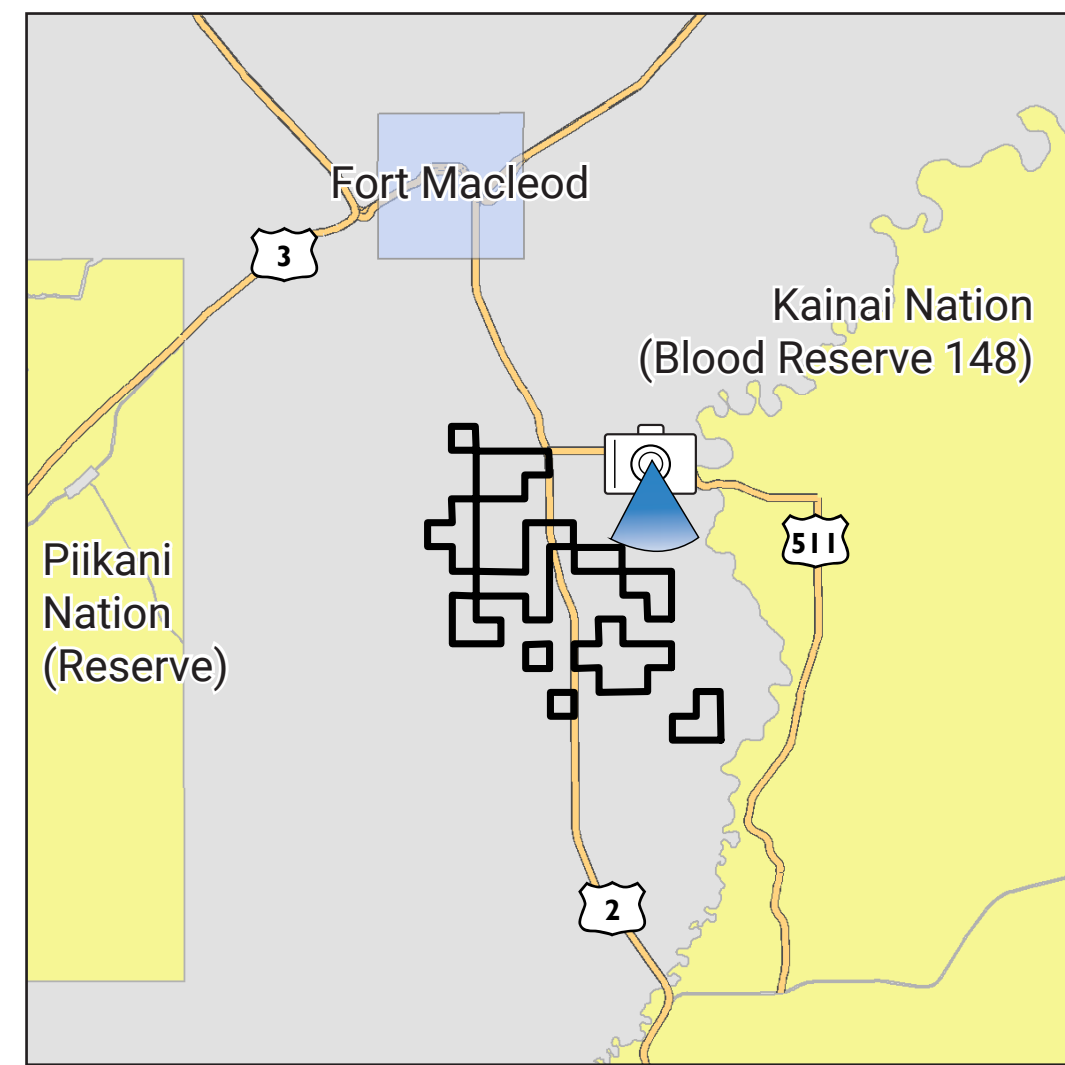 Fort Macleod
3
Kainai Nation
(Blood Reserve 148)
511
Piikani
Nation
(Reserve)
2